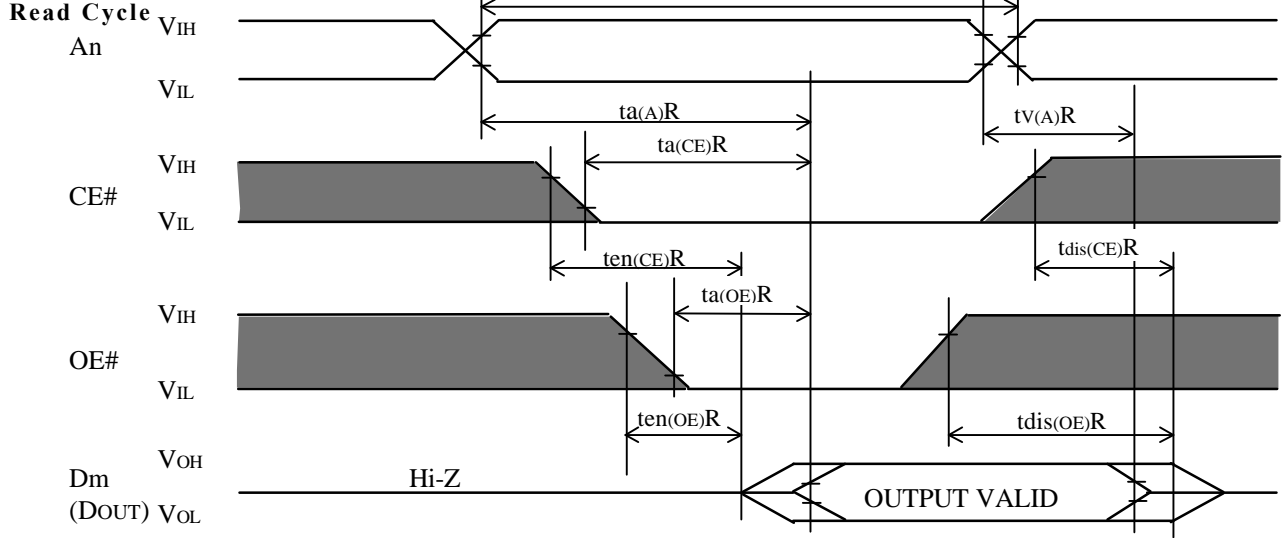 Read Cycle
VIH
An
VIL
ta(A)R
tv(A)R
ta(CE)R
VIH
CE#
VIL
ten(CE)R
tdis(CE)R
ta(OE)R
VIH
OE#
VIL
ten(OE)R
tdis(OE)R
VOH
Dm
Hi-Z
OUTPUT VALID
(DOUT)
VOL